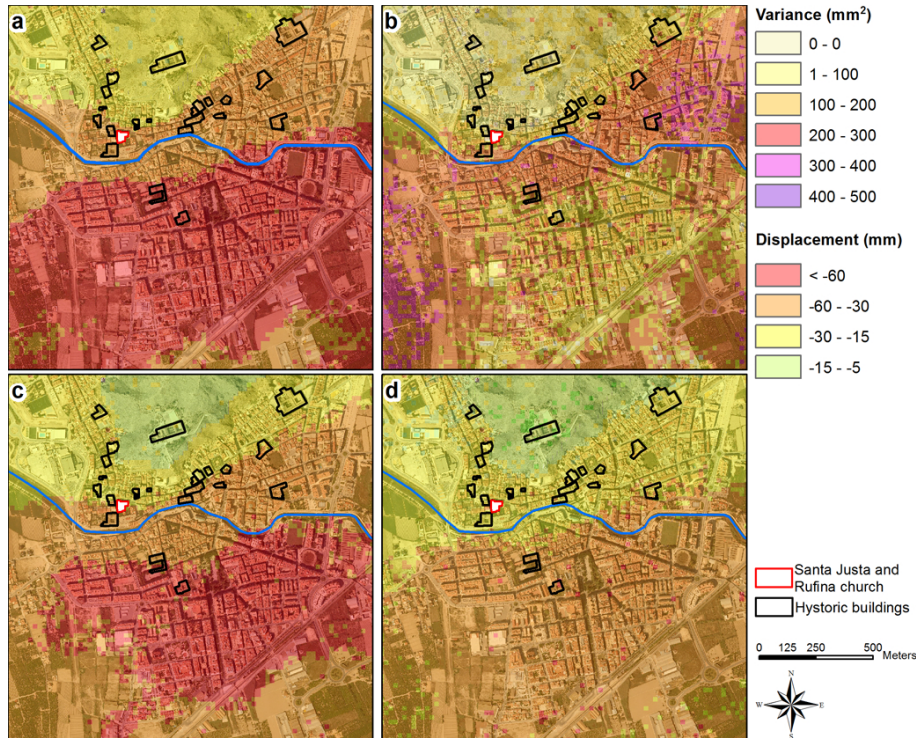 a
b
c
d
Variance (mm²)
0 - 0
1 - 100
100 - 200
200 - 300
300 - 400
400 - 500
Displacement (mm)
< -60
-60 - -30
-30 - -15
-15 - -5
Santa Justa and
Rufina church
Hystoric buildings
0 125 250 500
Meters
N
W E
S